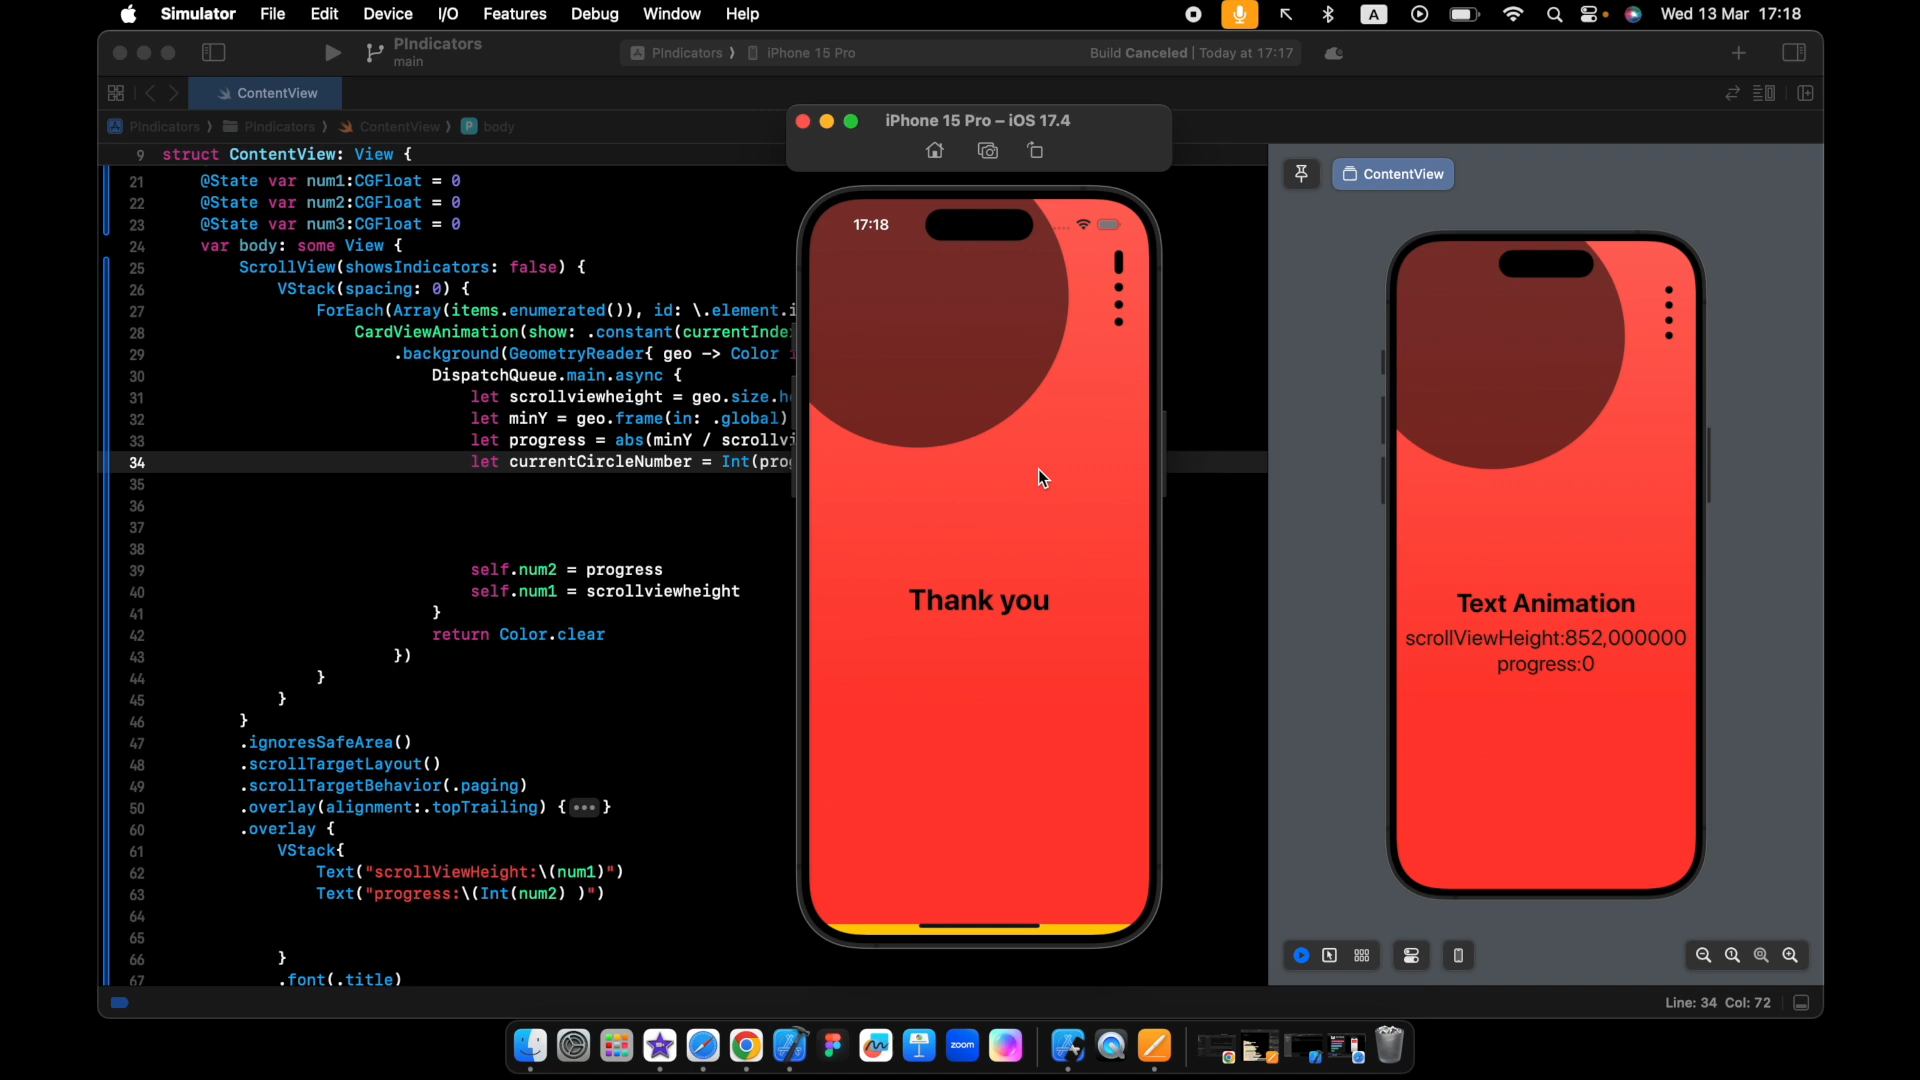 Simulator File Edit Device I/O Features Debug Window Help A Wed 13 Mar 17:18
PIndicators
main
PIndicators ⟩ iPhone 15 Pro Build Canceled | Today at 17:17
ContentView
PIndicators ⟩ PIndicators ⟩ ContentView ⟩ P body
9 struct ContentView: View {
21 @State var num1:CGFloat = 0
22 @State var num2:CGFloat = 0
23 @State var num3:CGFloat = 0
24 var body: some View {
25 ScrollView(showsIndicators: false) {
26 VStack(spacing: 0) {
27 ForEach(Array(items.enumerated()), id: \.element.i
28 CardViewAnimation(show: .constant(currentInde
29 .background(GeometryReader{ geo -> Color i
30 DispatchQueue.main.async {
31 let scrollviewheight = geo.size.he
32 let minY = geo.frame(in: .global)
33 let progress = abs(minY / scrollvi
34 let currentCircleNumber = Int(prog
35
36
37
38
39 self.num2 = progress
40 self.num1 = scrollviewheight
41 }
42 return Color.clear
43 })
44 }
45 }
46 }
47 .ignoresSafeArea()
48 .scrollTargetLayout()
49 .scrollTargetBehavior(.paging)
50 .overlay(alignment:.topTrailing) {•••}
60 .overlay {
61 VStack{
62 Text("scrollViewHeight:\(num1)")
63 Text("progress:\(Int(num2) )")
64
65
66 }
67 .font(.title)
iPhone 15 Pro – iOS 17.4
17:18
Thank you
ContentView
Text Animation
scrollViewHeight:852,000000
progress:0
Line: 34 Col: 72
zoom